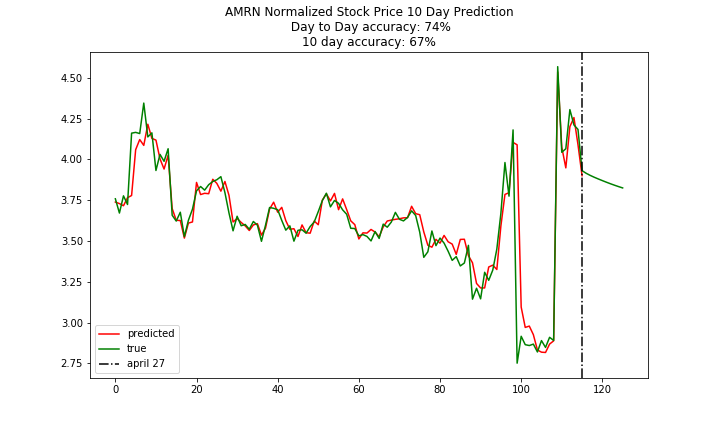 AMRN Normalized Stock Price 10 Day Prediction
Day to Day accuracy: 74%
10 day accuracy: 67%
4.50
4.25
4.00
3.75
3.50
3.25
3.00
2.75
predicted
true
april 27
0 20 40 60 80 100 120